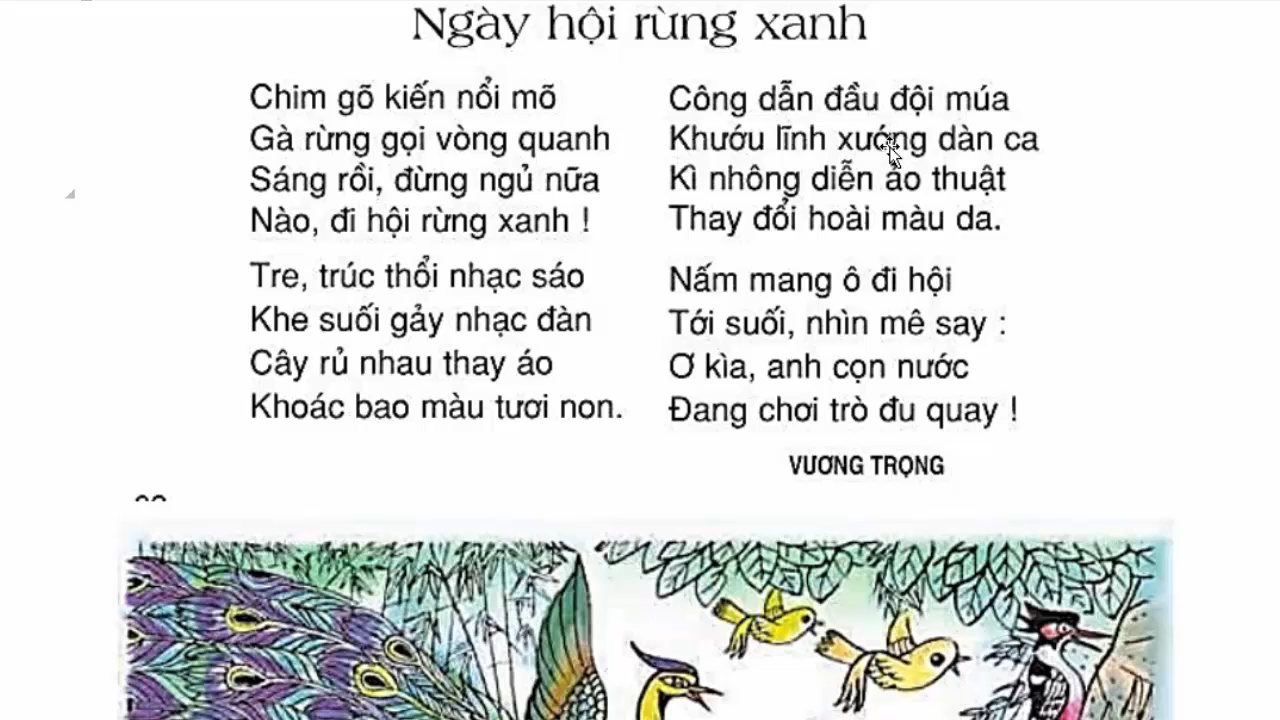 Ngày hội rừng xanh
Chim gõ kiến nổi mõ
Gà rừng gọi vòng quanh
Sáng rồi, đừng ngủ nữa
Nào, đi hội rừng xanh !
Tre, trúc thổi nhạc sáo
Khe suối gảy nhạc đàn
Cây rủ nhau thay áo
Khoác bao màu tươi non.
Công dẫn đầu đội múa
Khướu lĩnh xướng dàn ca
Kì nhông diễn ảo thuật
Thay đổi hoài màu da.
Nấm mang ô đi hội
Tới suối, nhìn mê say :
Ơ kìa, anh cọn nước
Đang chơi trò đu quay !
VƯƠNG TRỌNG